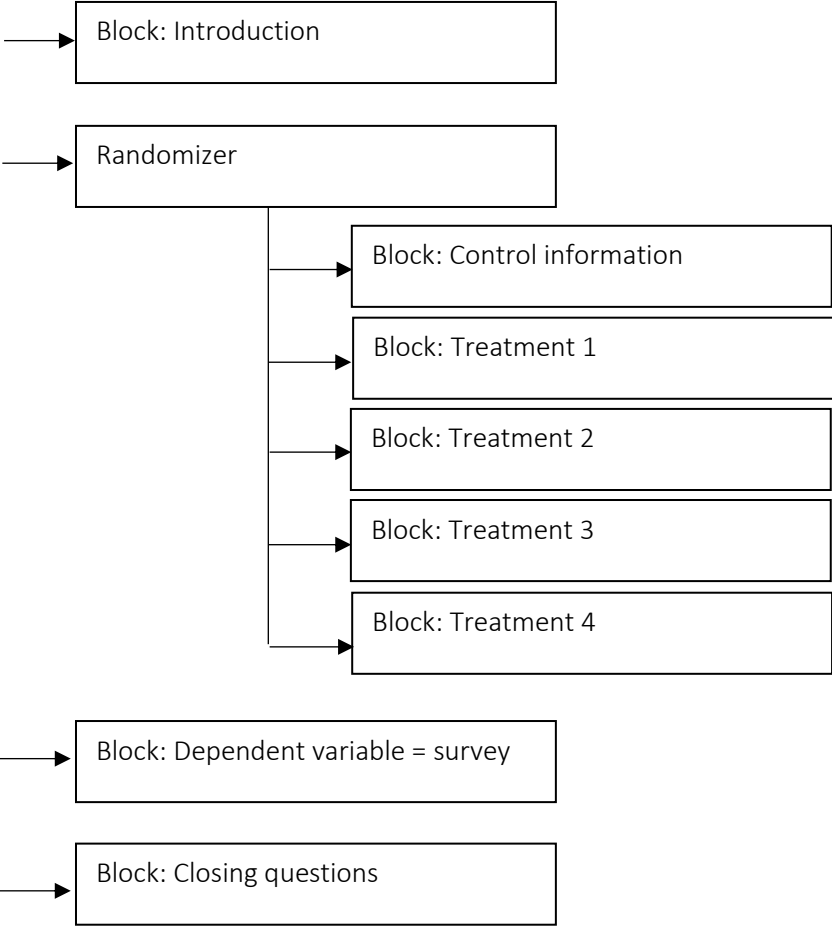 Block: Introduction
Randomizer
Block: Control information
Block: Treatment 1
Block: Treatment 2
Block: Treatment 3
Block: Treatment 4
Block: Dependent variable = survey
Block: Closing questions